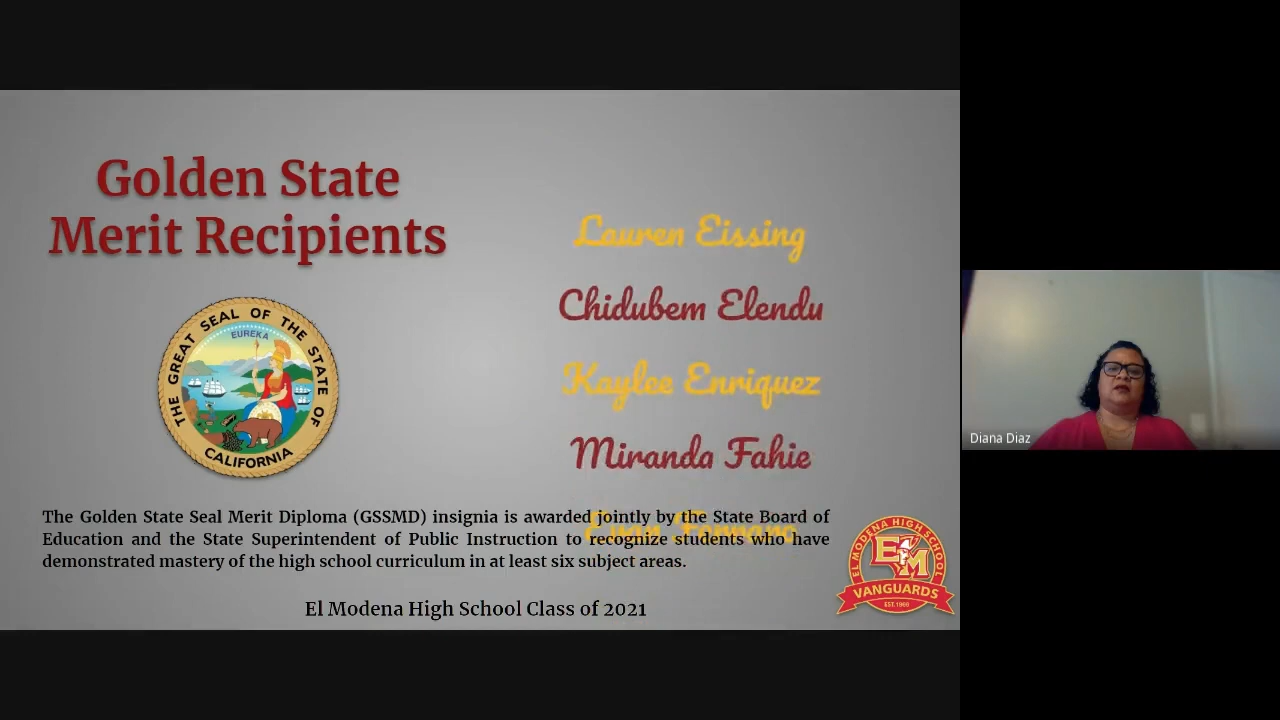 Golden State
Merit Recipients
THE GREAT SEAL OF THE STATE OF CALIFORNIA
EUREKA
Lauren Eissing
Chidubem Elendu
Kaylee Enriquez
Miranda Fahie
The Golden State Seal Merit Diploma (GSSMD) insignia is awarded jointly by the State Board of
Education and the State Superintendent of Public Instruction to recognize students who have
demonstrated mastery of the high school curriculum in at least six subject areas.
El Modena High School Class of 2021
EL MODENA HIGH SCHOOL
EM
VANGUARDS
EST. 1966
Diana Diaz